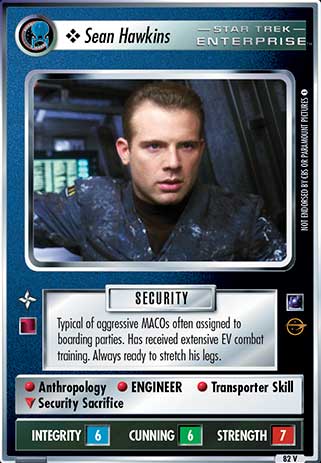 ❖ Sean Hawkins
STAR TREK
ENTERPRISE™
NOT ENDORSED BY CBS OR PARAMOUNT PICTURES
SECURITY
Typical of aggressive MACOs often assigned to
boarding parties. Has received extensive EV combat
training. Always ready to stretch his legs.
Anthropology ENGINEER Transporter Skill
Security Sacrifice
INTEGRITY 6 CUNNING 6 STRENGTH 7
82 V